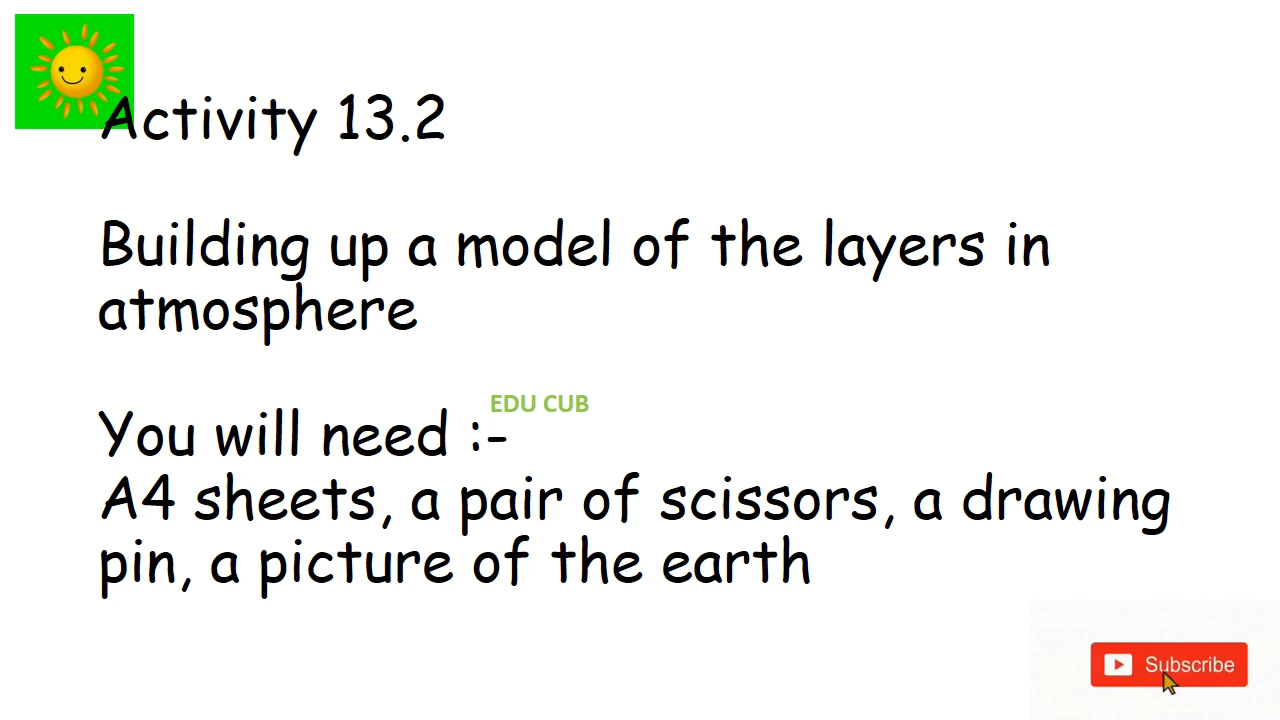 Activity 13.2
Building up a model of the layers in
atmosphere
EDU CUB
You will need :-
A4 sheets, a pair of scissors, a drawing
pin, a picture of the earth
Subscribe